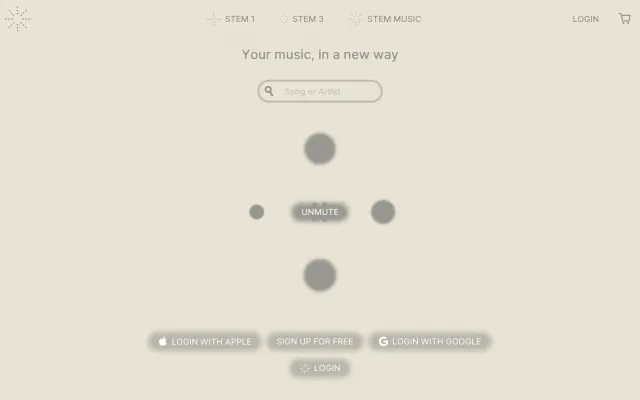 STEM 1 STEM 3 STEM MUSIC LOGIN
Your music, in a new way
Song or Artist
UNMUTE
LOGIN WITH APPLE SIGN UP FOR FREE LOGIN WITH GOOGLE
LOGIN